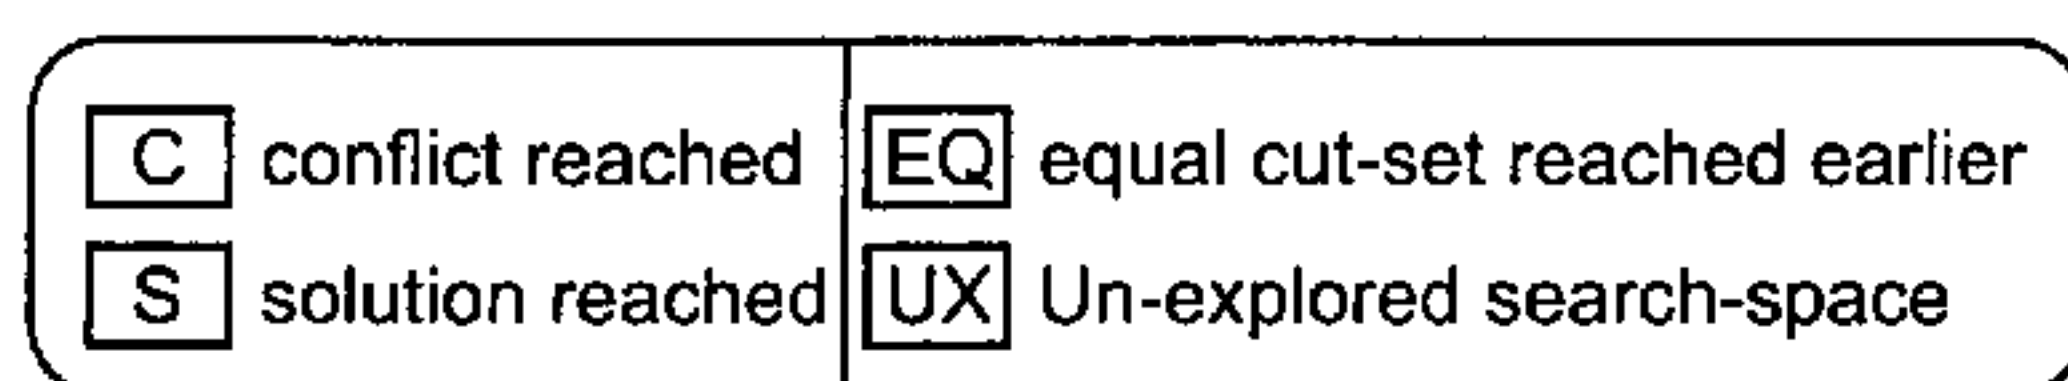 C conflict reached
S solution reached
EQ equal cut-set reached earlier
UX Un-explored search-space